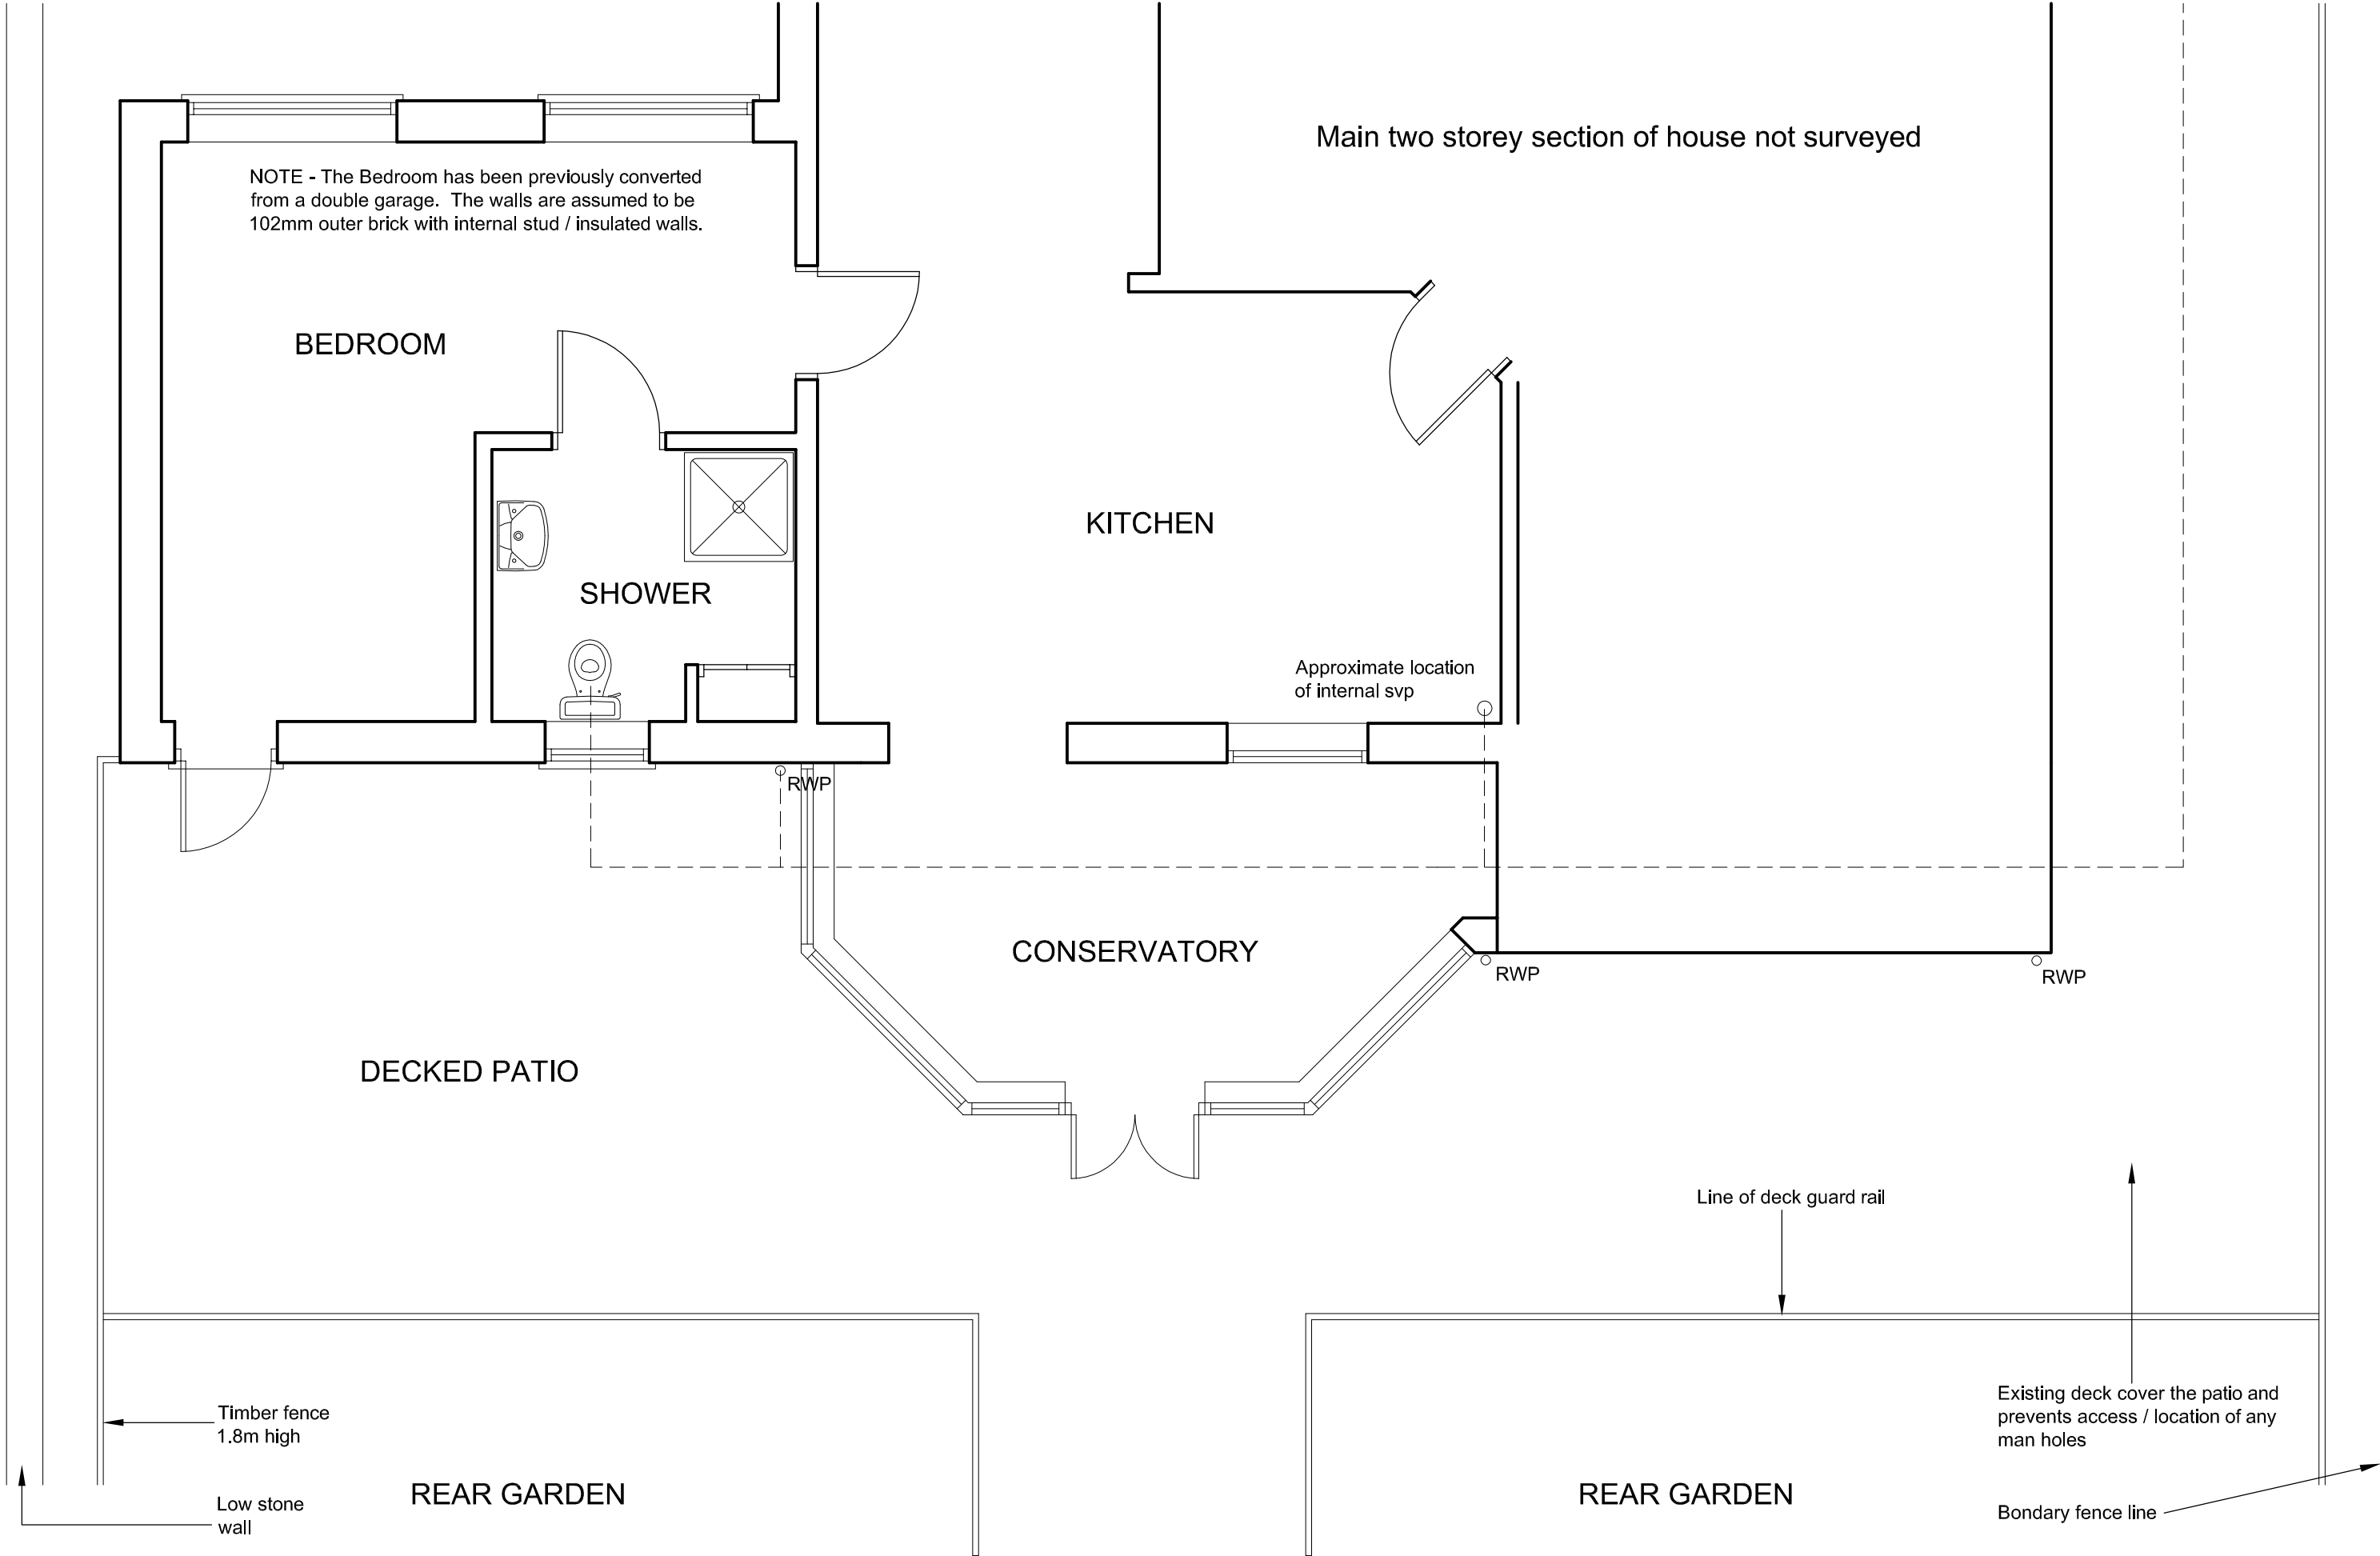 Main two storey section of house not surveyed
NOTE - The Bedroom has been previously converted
from a double garage. The walls are assumed to be
102mm outer brick with internal stud / insulated walls.
BEDROOM
KITCHEN
SHOWER
Approximate location
of internal svp
RWP
CONSERVATORY
RWP
RWP
DECKED PATIO
Line of deck guard rail
Existing deck cover the patio and
prevents access / location of any
man holes
Timber fence
1.8m high
REAR GARDEN
REAR GARDEN
Low stone
wall
Bondary fence line